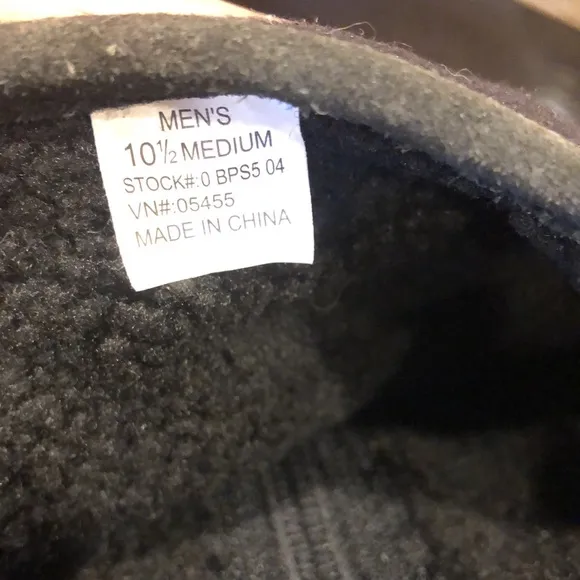 MEN'S
10½ MEDIUM
STOCK#:0 BPS5 04
VN#:05455
MADE IN CHINA